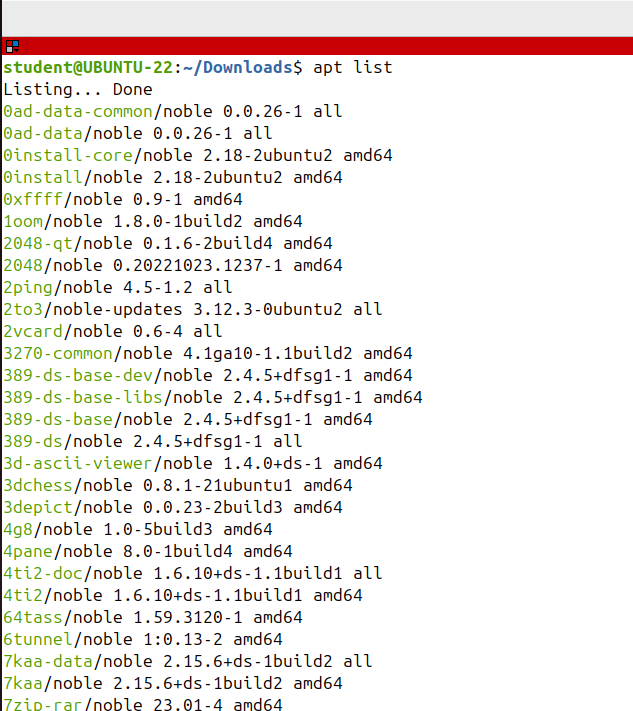 student@UBUNTU-22:~/Downloads$ apt list
Listing... Done
0ad-data-common/noble 0.0.26-1 all
0ad-data/noble 0.0.26-1 all
0install-core/noble 2.18-2ubuntu2 amd64
0install/noble 2.18-2ubuntu2 amd64
0xffff/noble 0.9-1 amd64
1oom/noble 1.8.0-1build2 amd64
2048-qt/noble 0.1.6-2build4 amd64
2048/noble 0.20221023.1237-1 amd64
2ping/noble 4.5-1.2 all
2to3/noble-updates 3.12.3-0ubuntu2 all
2vcard/noble 0.6-4 all
3270-common/noble 4.1ga10-1.1build2 amd64
389-ds-base-dev/noble 2.4.5+dfsg1-1 amd64
389-ds-base-libs/noble 2.4.5+dfsg1-1 amd64
389-ds-base/noble 2.4.5+dfsg1-1 amd64
389-ds/noble 2.4.5+dfsg1-1 all
3d-ascii-viewer/noble 1.4.0+ds-1 amd64
3dchess/noble 0.8.1-21ubuntu1 amd64
3depict/noble 0.0.23-2build3 amd64
4g8/noble 1.0-5build3 amd64
4pane/noble 8.0-1build4 amd64
4ti2-doc/noble 1.6.10+ds-1.1build1 all
4ti2/noble 1.6.10+ds-1.1build1 amd64
64tass/noble 1.59.3120-1 amd64
6tunnel/noble 1:0.13-2 amd64
7kaa-data/noble 2.15.6+ds-1build2 all
7kaa/noble 2.15.6+ds-1build2 amd64
7zip-rar/noble 23.01-4 amd64